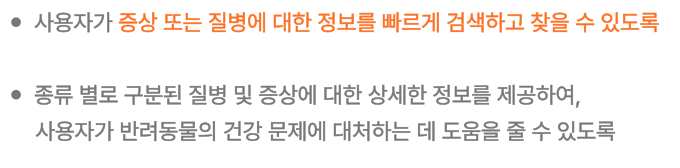 • 사용자가 증상 또는 질병에 대한 정보를 빠르게 검색하고 찾을 수 있도록
• 종류 별로 구분된 질병 및 증상에 대한 상세한 정보를 제공하여,
사용자가 반려동물의 건강 문제에 대처하는 데 도움을 줄 수 있도록